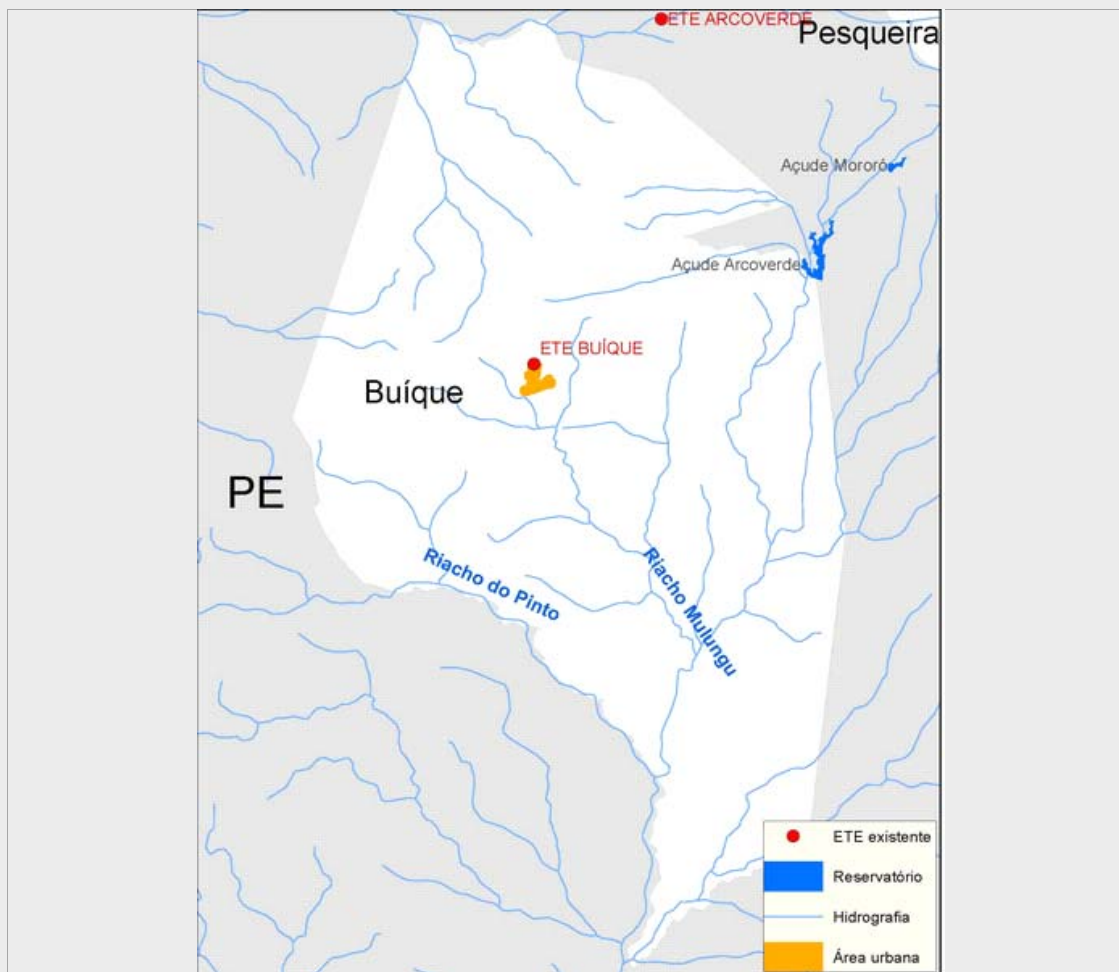 ETE ARCOVERDE
Pesqueira
Açude Mororó
Açude Arcoverde
ETE BUÍQUE
Buíque
PE
Riacho do Pinto
Riacho Mulungu
ETE existente
Reservatório
Hidrografia
Área urbana